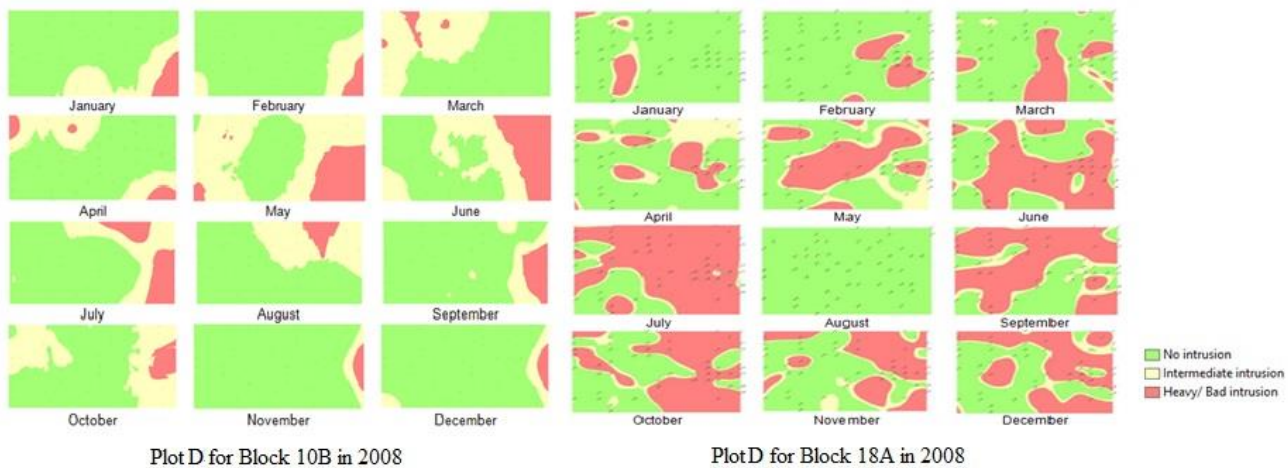 January February March
April May June
July August September
October November December
Plot D for Block 10B in 2008
January February March
April May June
July August September
October November December
Plot D for Block 18A in 2008
No intrusion
Intermediate intrusion
Heavy/ Bad intrusion